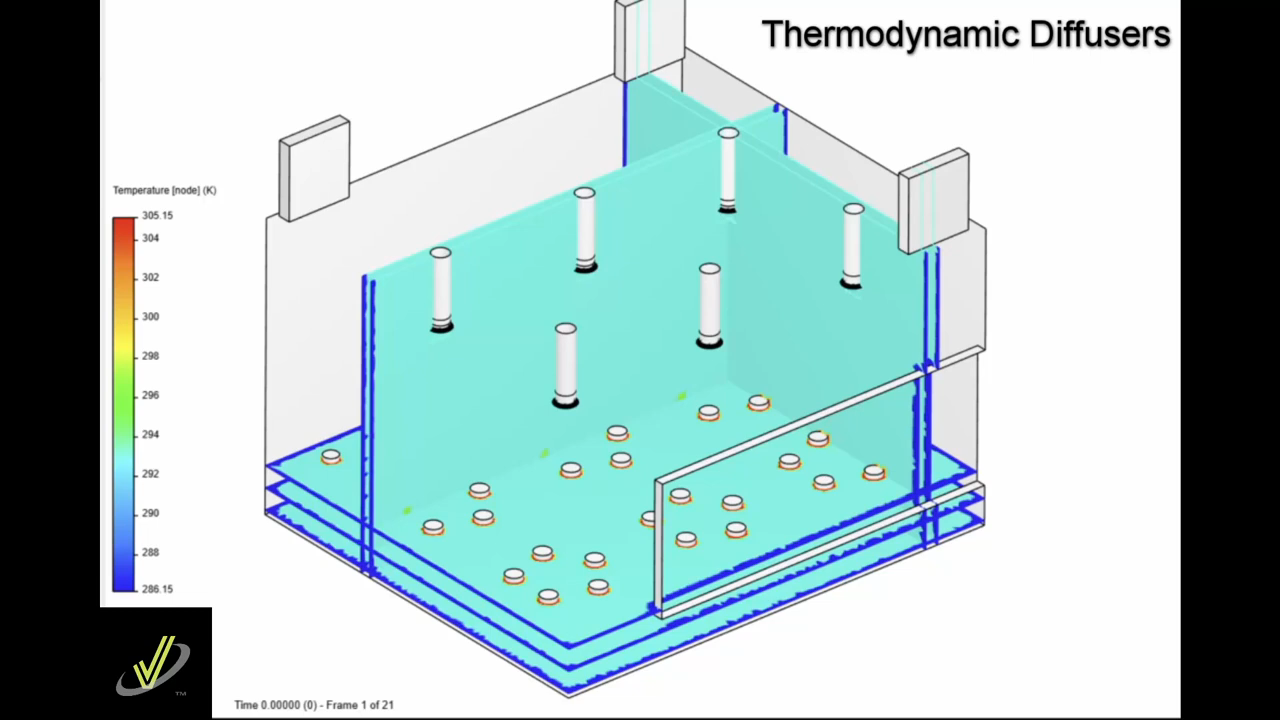 Thermodynamic Diffusers
Temperature [node] (K)
305.15
304
302
300
298
296
294
292
290
288
286.15
TM
Time 0.00000 (0) - Frame 1 of 21